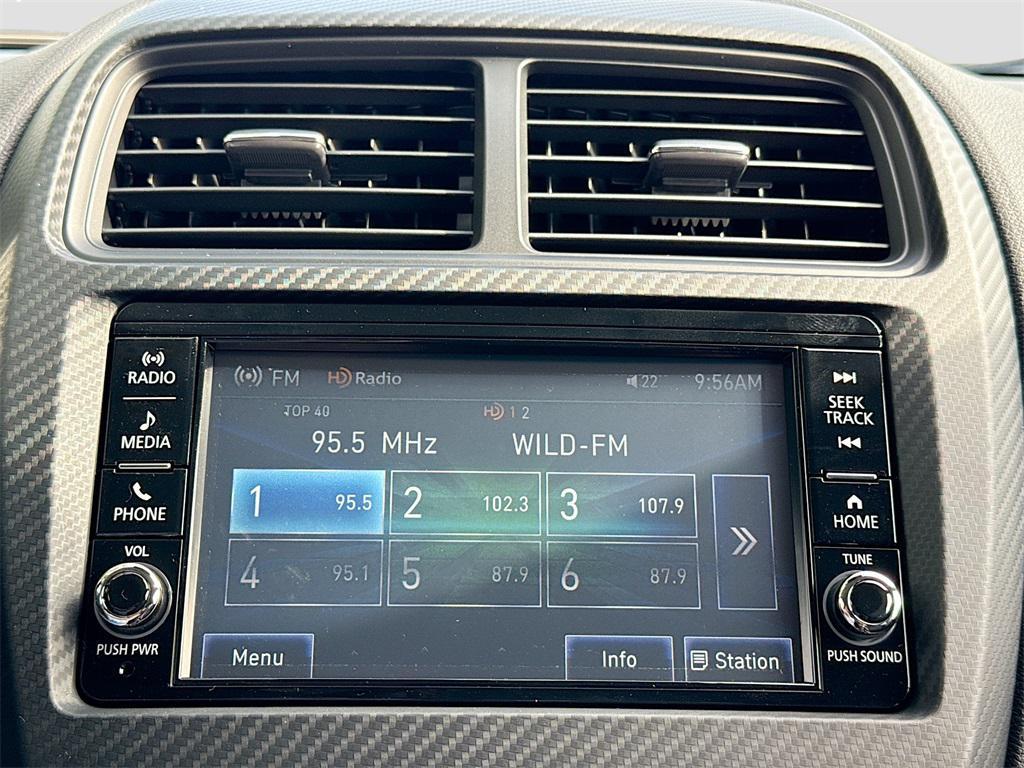 RADIO
MEDIA
PHONE
VOL
PUSH PWR
FM HD Radio 22 9:56AM
TOP 40 HD 1 2
95.5 MHz WILD-FM
1 95.5 2 102.3 3 107.9
4 95.1 5 87.9 6 87.9
Menu Info Station
SEEK
TRACK
HOME
TUNE
PUSH SOUND